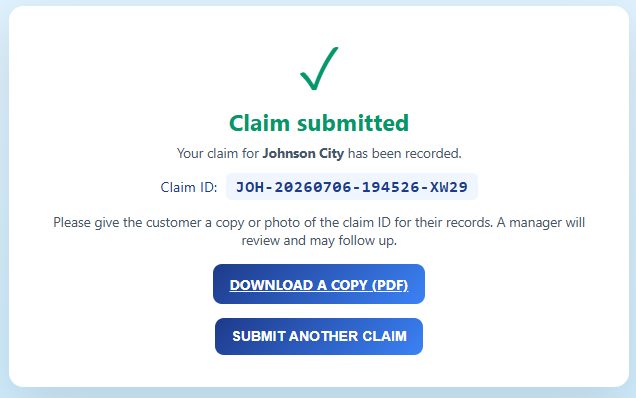 Claim submitted
Your claim for Johnson City has been recorded.
Claim ID: JOH-20260706-194526-XW29
Please give the customer a copy or photo of the claim ID for their records. A manager will
review and may follow up.
DOWNLOAD A COPY (PDF)
SUBMIT ANOTHER CLAIM